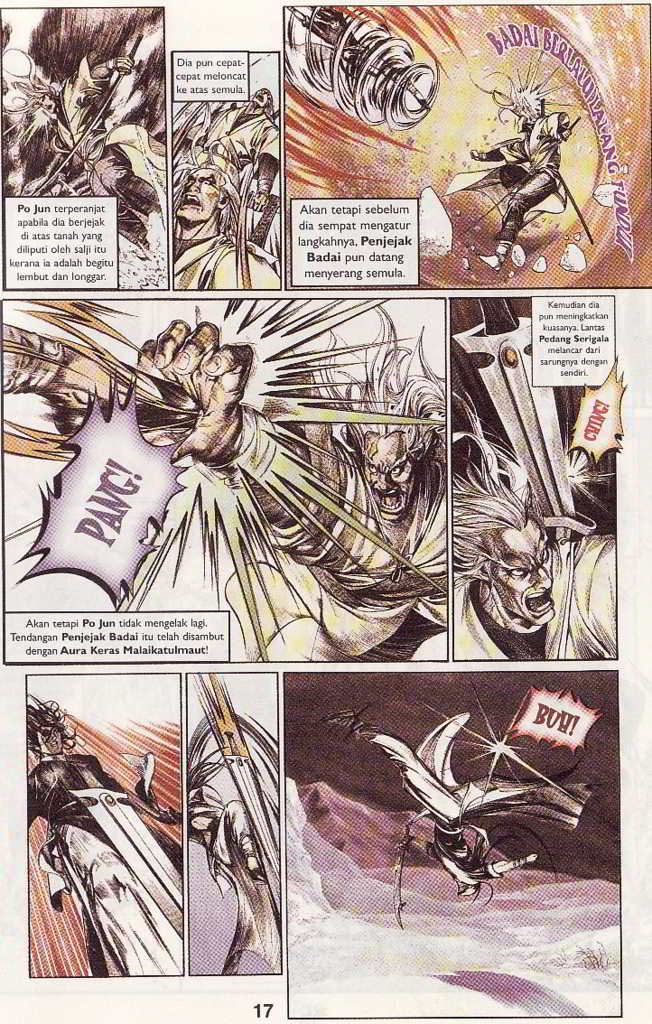 Po Jun terperanjat
apabila dia berjejak
di atas tanah yang
diliputi oleh salji itu
kerana ia adalah begitu
lembut dan longgar.
Dia pun cepat-
cepat meloncat
ke atas semula.
BADAI BERLALU LALANG TUNDUK
Akan tetapi sebelum
dia sempat mengatur
langkahnya, Penjejak
Badai pun datang
menyerang semula.
PANG!
Akan tetapi Po Jun tidak mengelak lagi.
Tendangan Penjejak Badai itu telah disambut
dengan Aura Keras Malaikatulmaut!
Kemudian dia
pun meningkatkan
kuasanya. Lantas
Pedang Serigala
melancar dari
sarungnya dengan
sendiri.
CHING!
BUH!
17